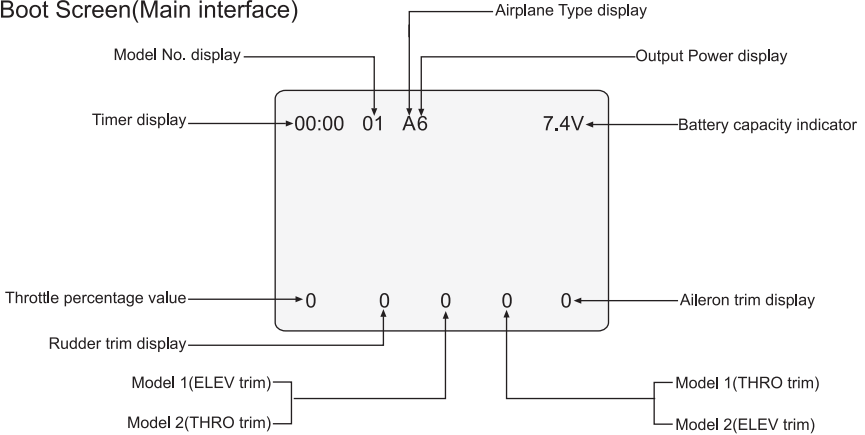 Boot Screen(Main interface)
Airplane Type display
Model No. display
Output Power display
Timer display
00:00 01 A6 7.4V
Battery capacity indicator
Throttle percentage value
0 0 0 0 0
Aileron trim display
Rudder trim display
Model 1(ELEV trim)
Model 1(THRO trim)
Model 2(THRO trim)
Model 2(ELEV trim)